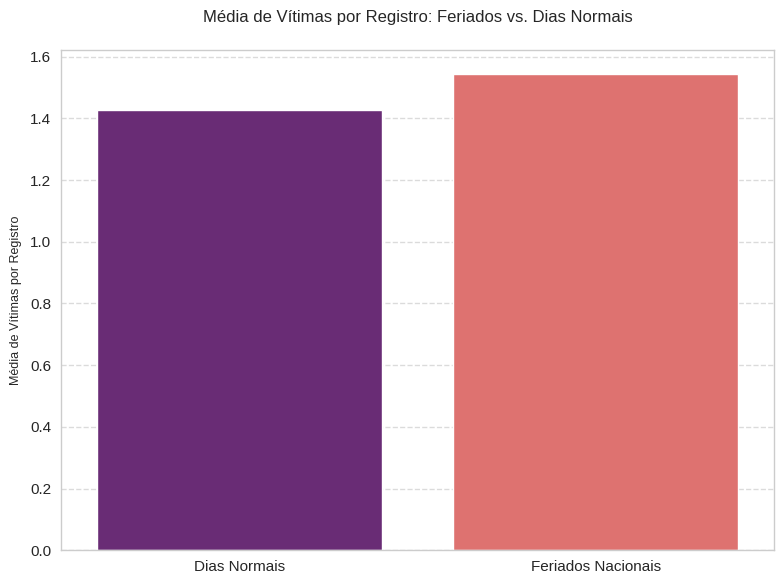 Média de Vítimas por Registro: Feriados vs. Dias Normais
Média de Vítimas por Registro
1.6
1.4
1.2
1.0
0.8
0.6
0.4
0.2
0.0
Dias Normais
Feriados Nacionais